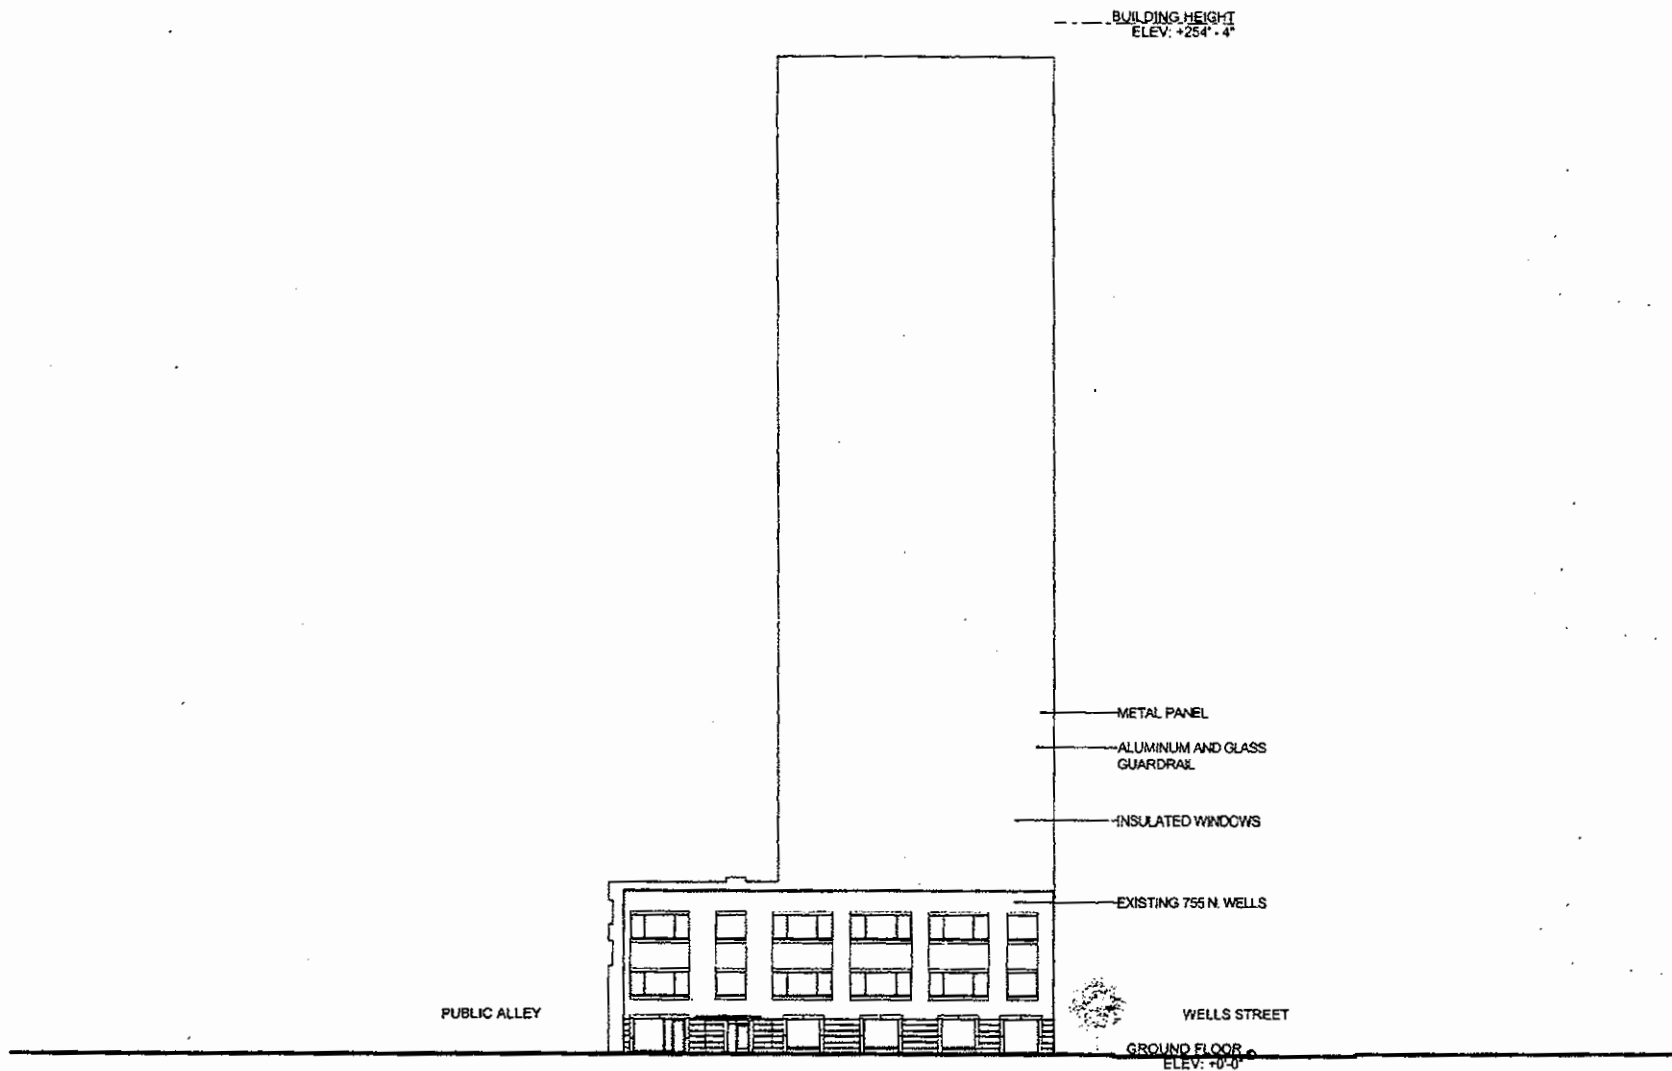 BUILDING HEIGHT
ELEV: +254'-4"
METAL PANEL
ALUMINUM AND GLASS
GUARDRAIL
INSULATED WINDOWS
EXISTING 755 N. WELLS
PUBLIC ALLEY
WELLS STREET
GROUND FLOOR
ELEV: +0'-0"